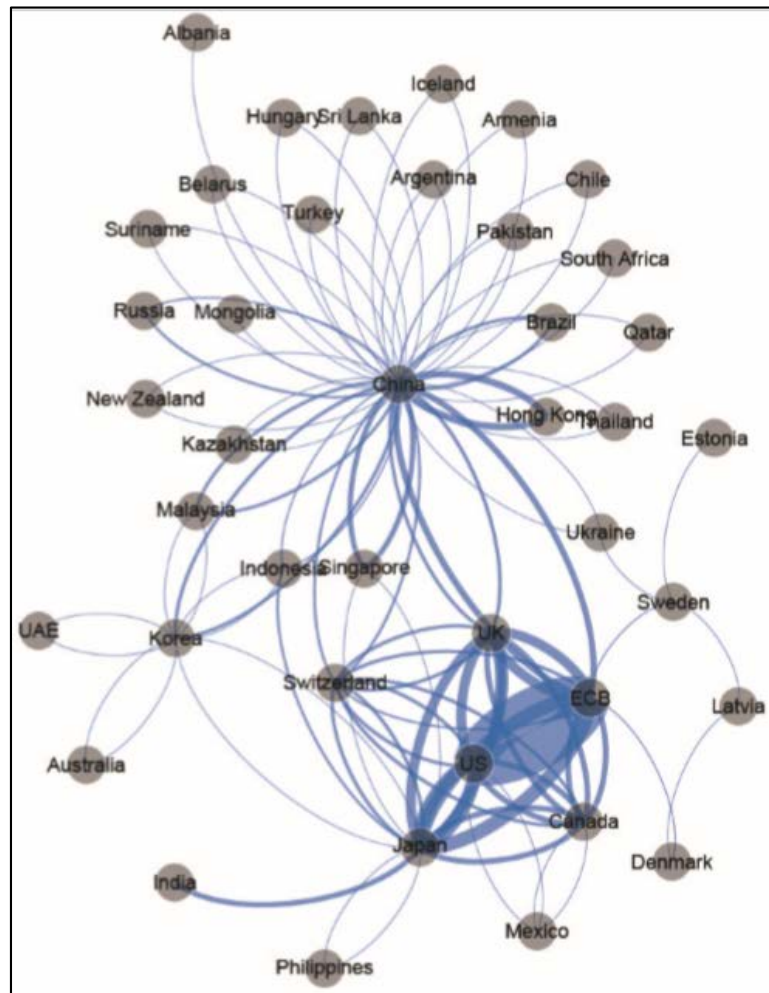 Albania
Iceland
Hungary
Sri Lanka
Armenia
Belarus
Argentina
Chile
Suriname
Turkey
Pakistan
South Africa
Russia
Mongolia
Brazil
Qatar
China
New Zealand
Hong Kong
Thailand
Kazakhstan
Estonia
Malaysia
Ukraine
Indonesia
Singapore
Sweden
UAE
Korea
UK
Switzerland
ECB
Latvia
Australia
US
Canada
Japan
Denmark
India
Mexico
Philippines